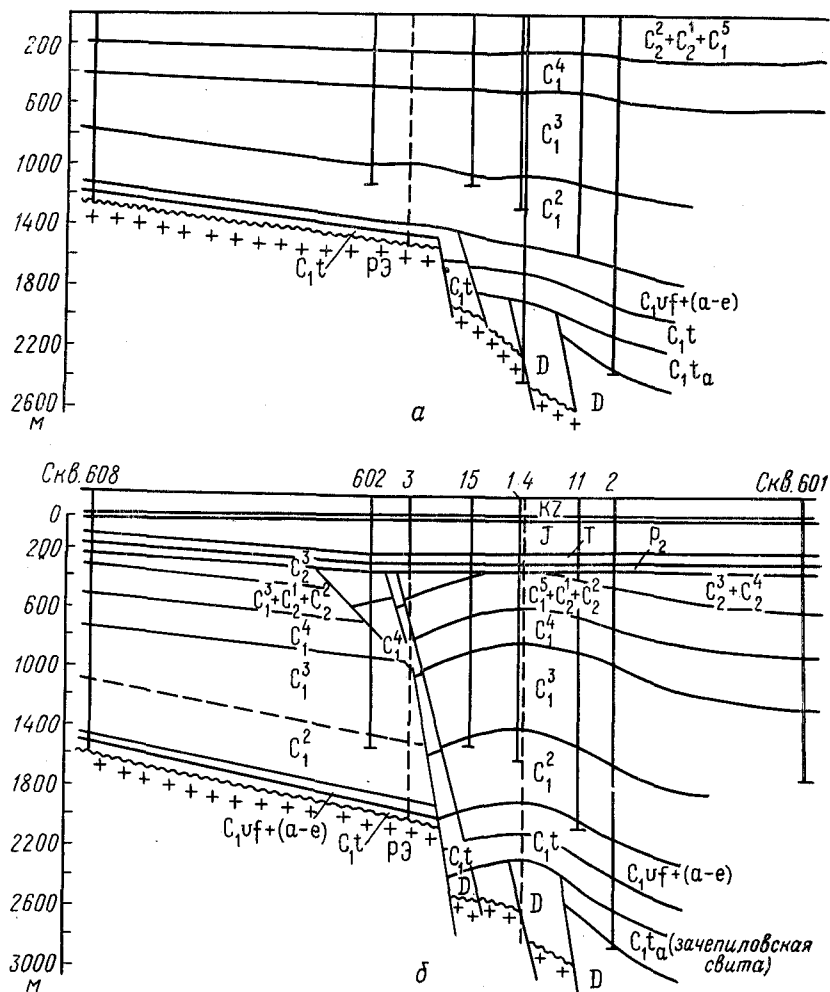 200
600
1000
1400
1800
2200
2600
м
C₂²+C₂¹+C₁⁵
C₁⁴
C₁³
C₁²
C₁t
PЭ
C₁t
D
D
C₁vf+(a-e)
C₁t
C₁tₐ
а
Скв.608 602 3 15 1 4 11 2 Скв.601
0
200
600
1000
1400
1800
2200
2600
3000
м
KZ
J
T
P₂
C₂³
C₁³+C₂¹+C₂²
C₁⁴
C₁³
C₁²
C₁⁴
C₁⁵+C₂¹+C₂²
C₂³+C₂⁴
C₁⁴
C₁³
C₁²
C₁vf+(a-e)
C₁t
PЭ
C₁t
D
C₁t
D
D
C₁vf+(a-e)
C₁tₐ(зачепиловская
свита)
б